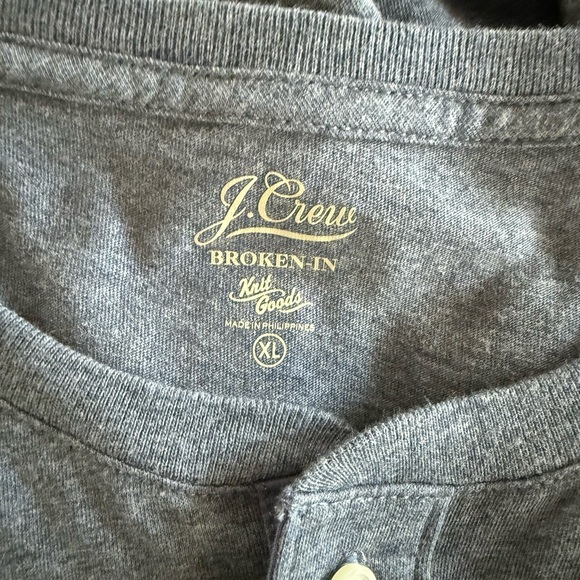 J.Crew
BROKEN-IN
Knit
Goods
MADE IN PHILIPPINES
XL